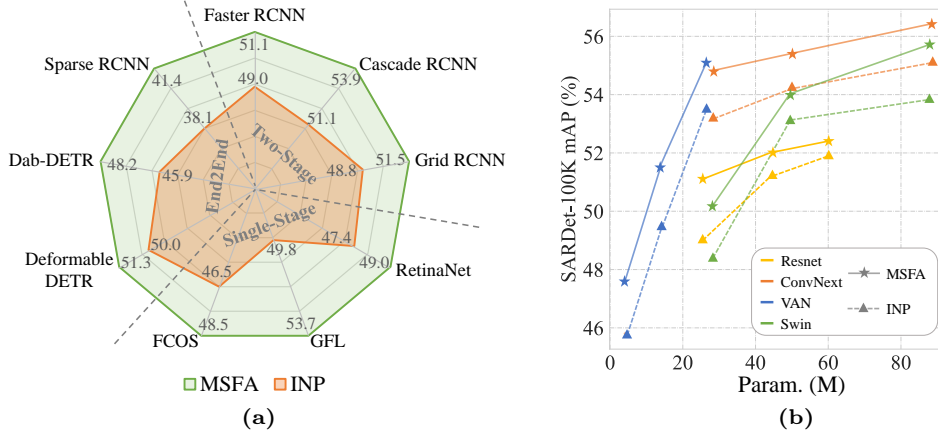 Faster RCNN
51.1
Sparse RCNN
41.4
Cascade RCNN
53.9
49.0
38.1
51.1
Two-Stage
Dab-DETR
48.2
45.9
End2End
48.8
51.5
Grid RCNN
Single-Stage
50.0
47.4
49.8
46.5
Deformable
DETR
51.3
49.0
RetinaNet
48.5
FCOS
53.7
GFL
MSFA
INP
(a)
SARDet-100K mAP (%)
56
54
52
50
48
46
Resnet
ConvNext
VAN
Swin
MSFA
INP
0
20
40
60
80
Param. (M)
(b)